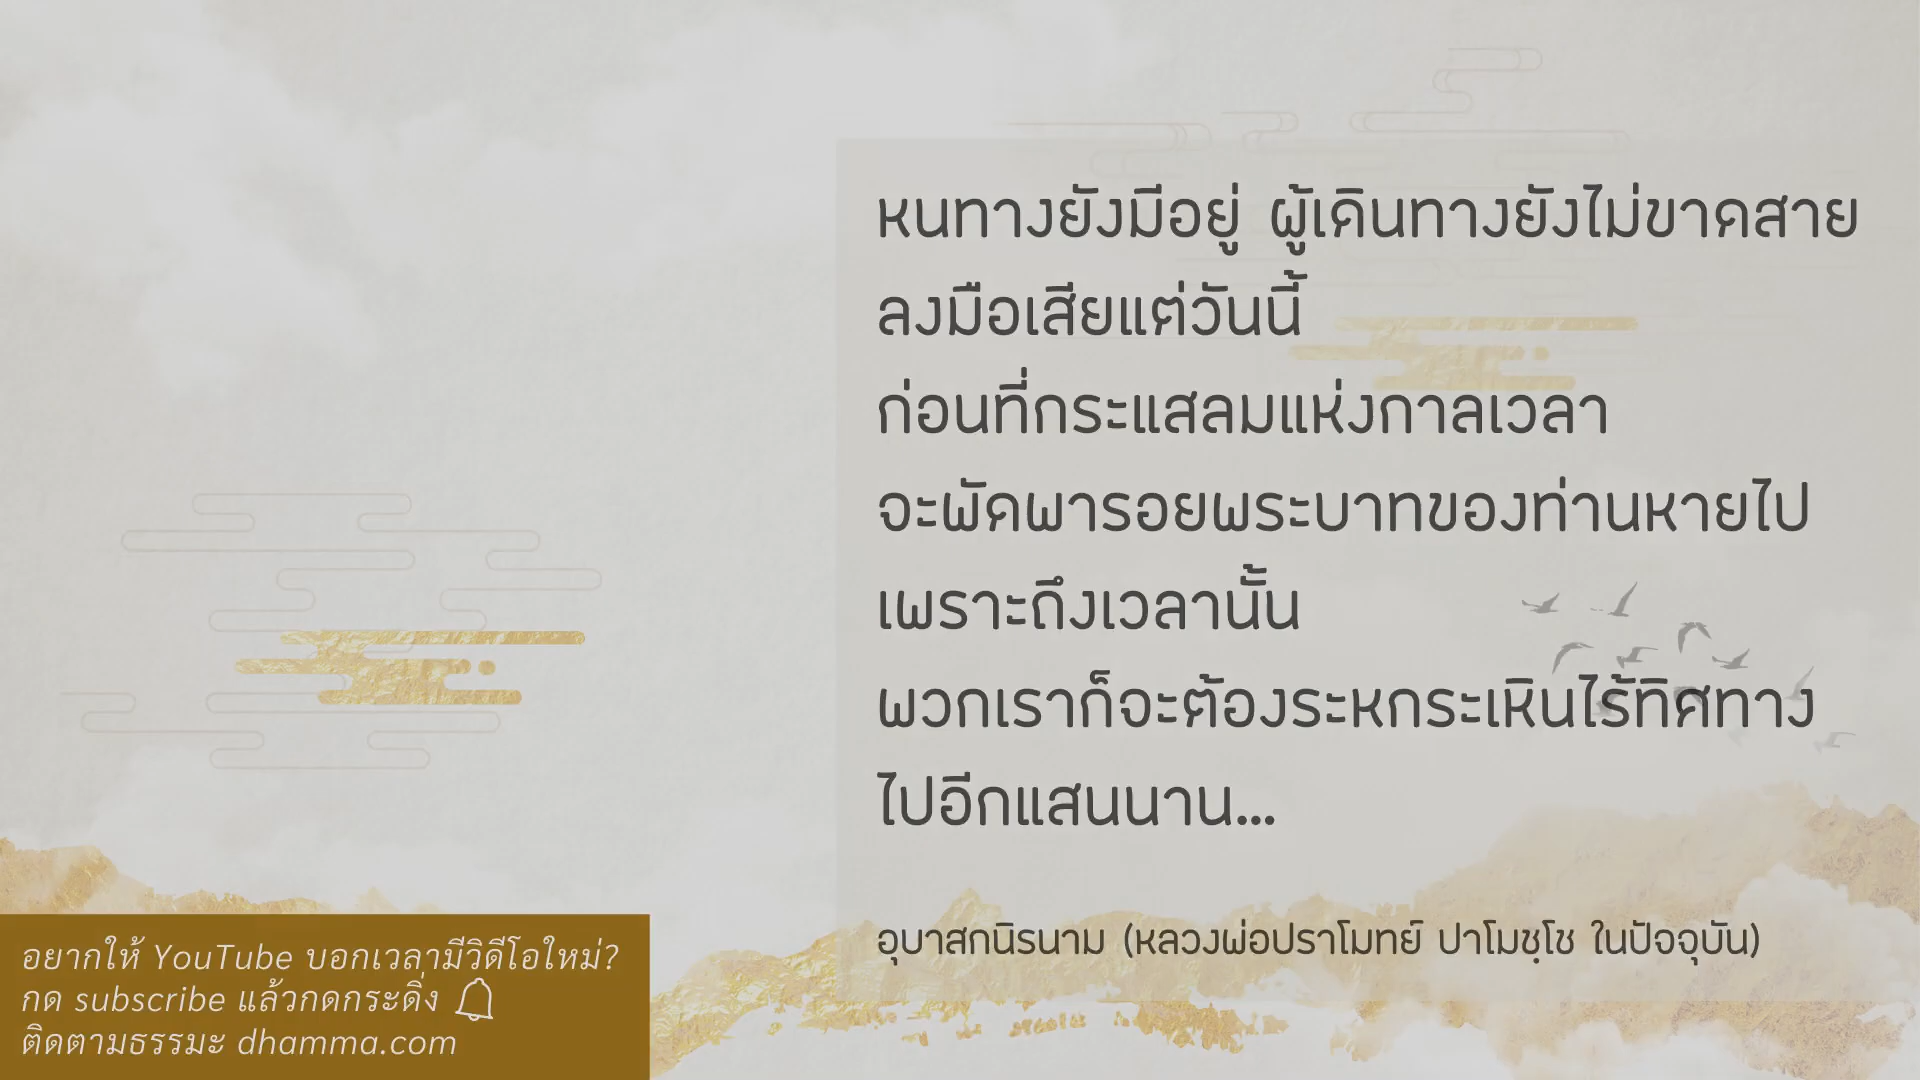 หนทางยังมีอยู่ ผู้เดินทางยังไม่ขาดสาย
ลงมือเสียแต่วันนี้
ก่อนที่กระแสลมแห่งกาลเวลา
จะพัดพารอยพระบาทของท่านหายไป
เพราะถึงเวลานั้น
พวกเราก็จะต้องระหกระเหินไร้ทิศทาง
ไปอีกแสนนาน...
อุบาสกนิรนาม (หลวงพ่อปราโมทย์ ปาโมชฺโช ในปัจจุบัน)
อยากให้ YouTube บอกเวลามีวิดีโอใหม่?
กด subscribe แล้วกดกระดิ่ง
ติดตามธรรมะ dhamma.com